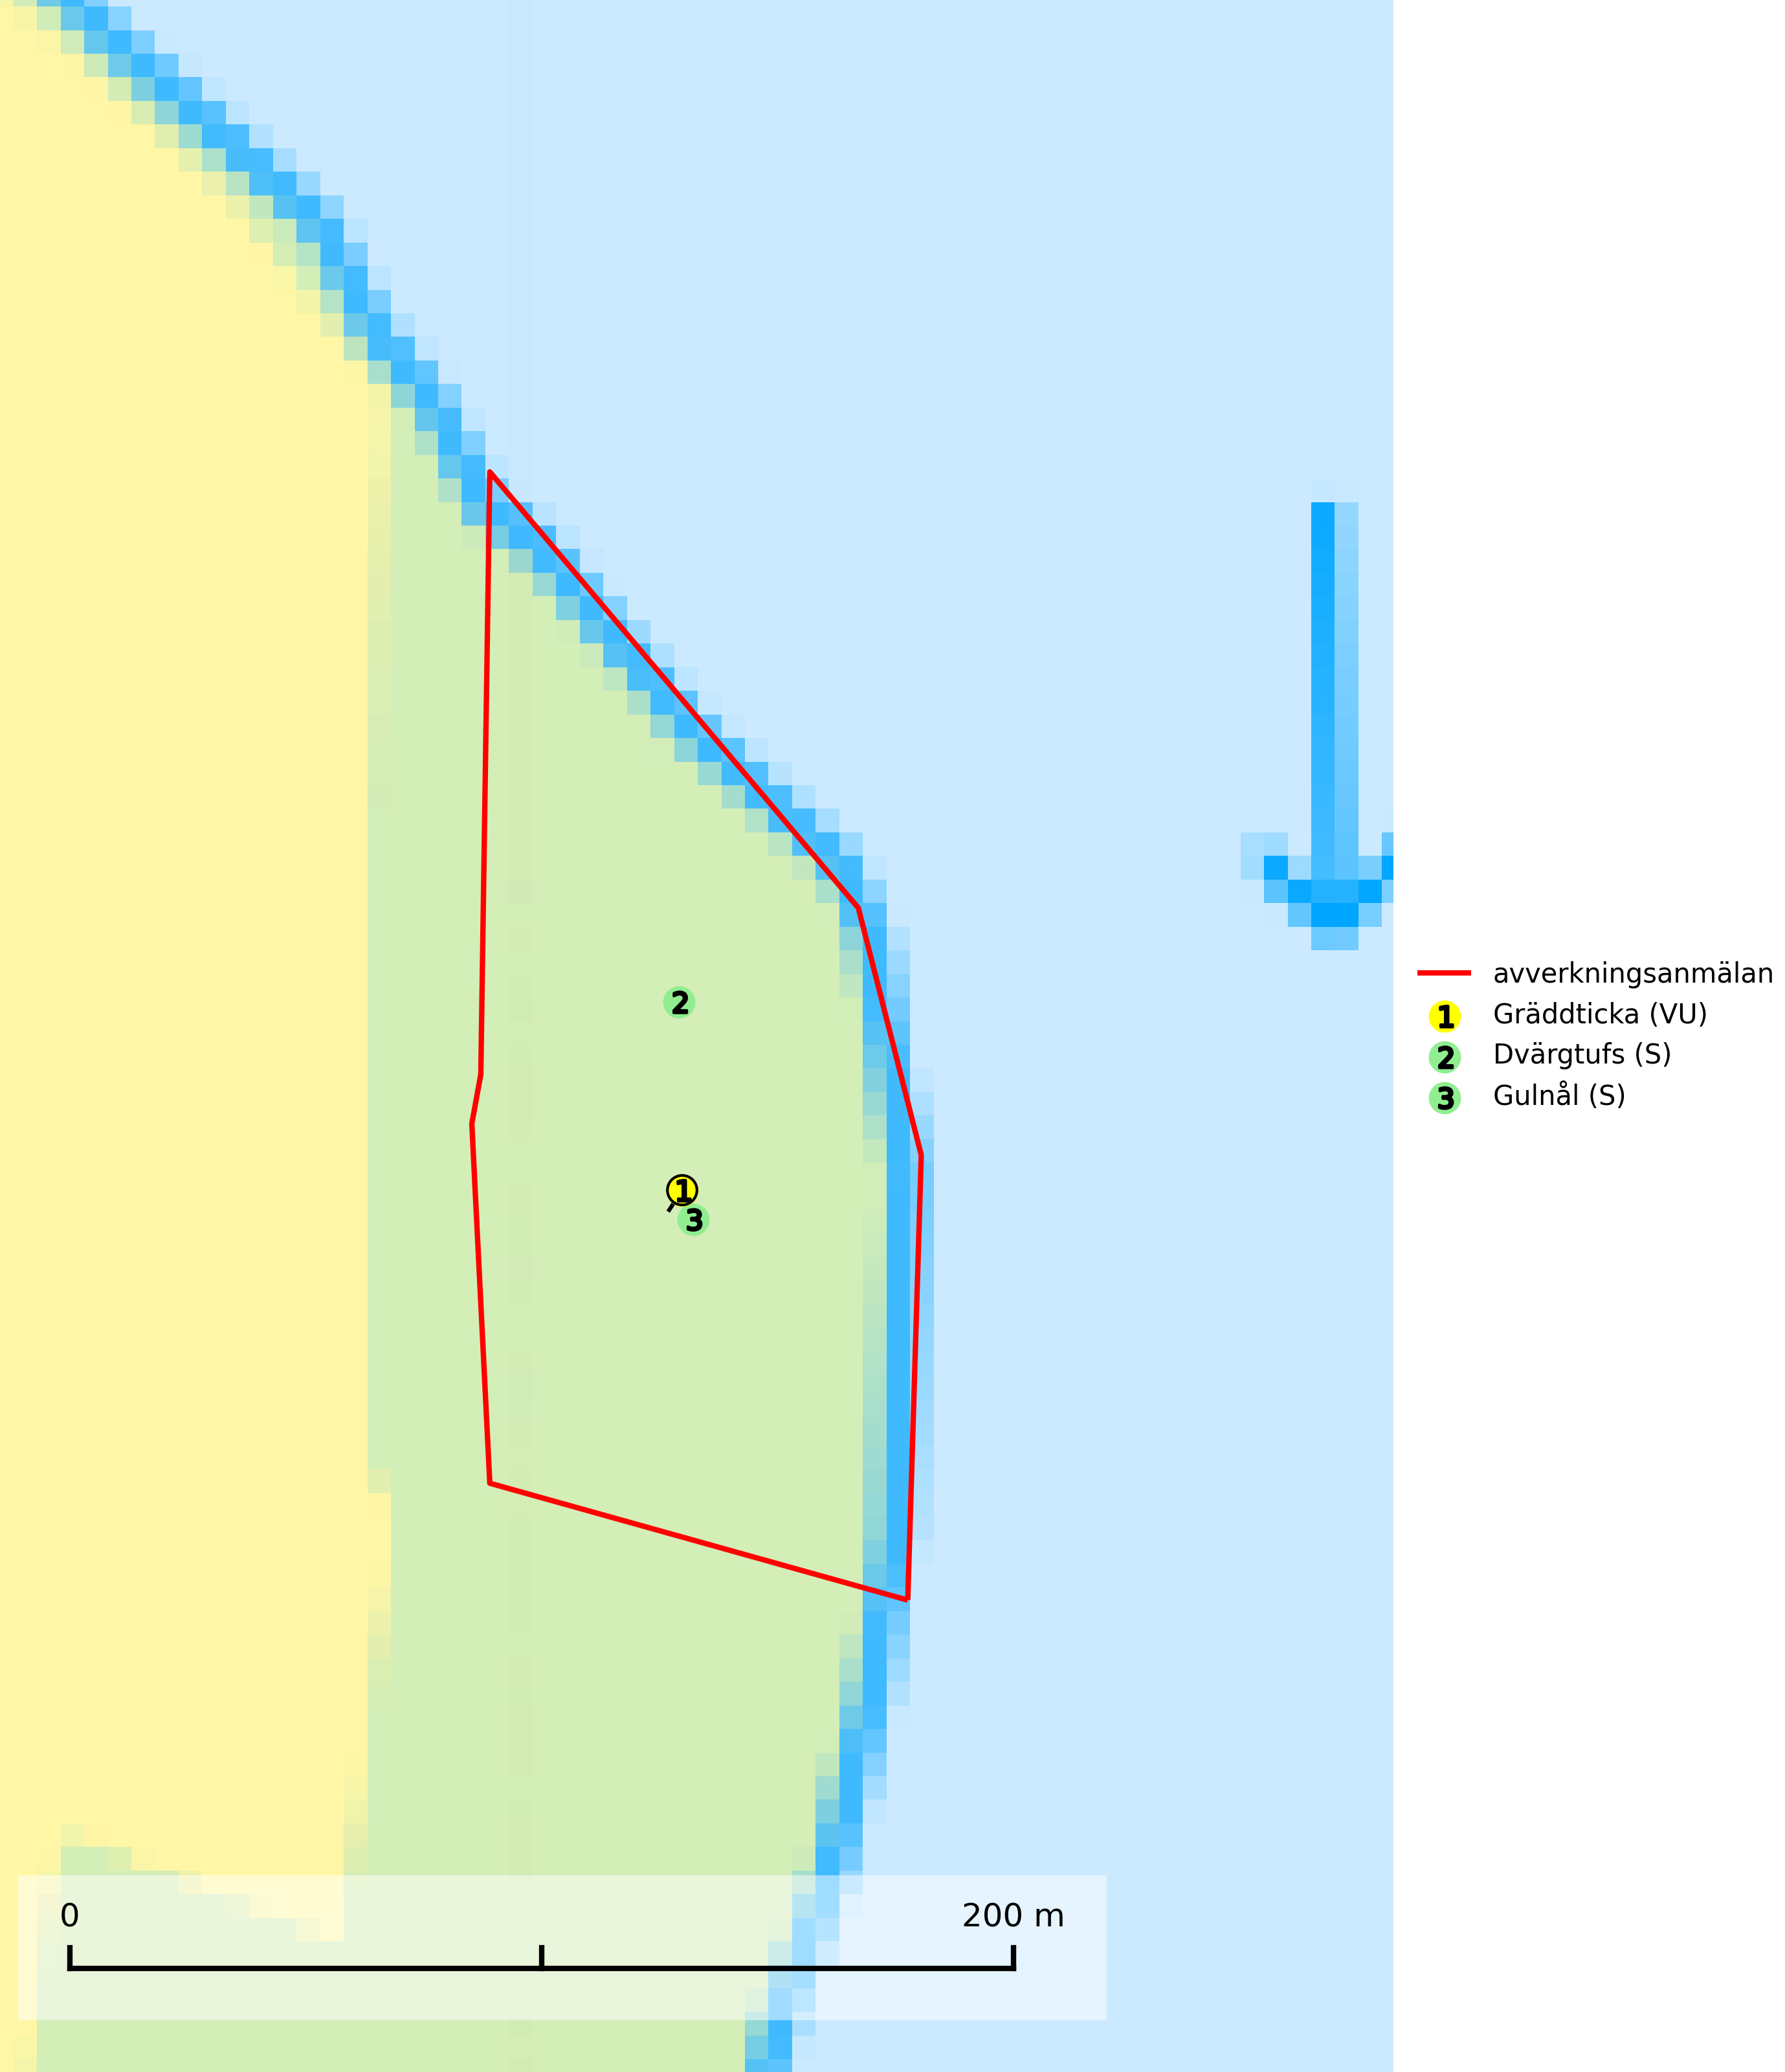 2
1
3
avverkningsanmälan
1 Gräddticka (VU)
2 Dvärgtufs (S)
3 Gulnål (S)
0 200 m